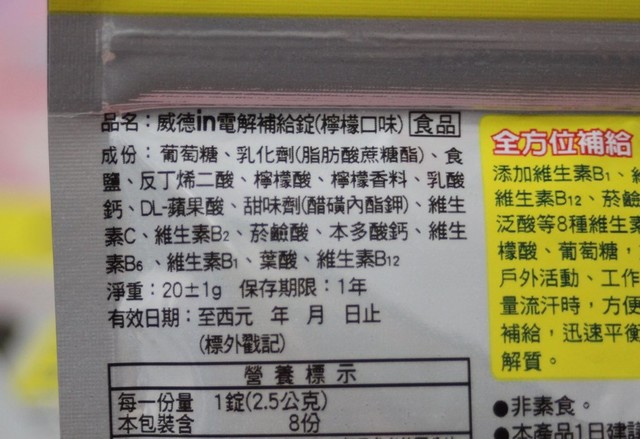 品名：威德in電解補給錠(檸檬口味) 食品
成份：葡萄糖、乳化劑(脂肪酸蔗糖酯)、食
鹽、反丁烯二酸、檸檬酸、檸檬香料、乳酸
鈣、DL-蘋果酸、甜味劑(醋磺內酯鉀)、維生
素C、維生素B2、菸鹼酸、本多酸鈣、維生
素B6、維生素B1、葉酸、維生素B12
淨重：20±1g 保存期限：1年
有效日期：至西元 年 月 日止
(標外戳記)
營養標示
每一份量 1錠(2.5公克)
本包裝含 8份
全方位補給
添加維生素B1、
維生素B12、菸鹼
泛酸等8種維生素
檬酸、葡萄糖，
戶外活動、工作
量流汗時，方便
補給，迅速平衡
解質。
●非素食。
●本產品1日建議